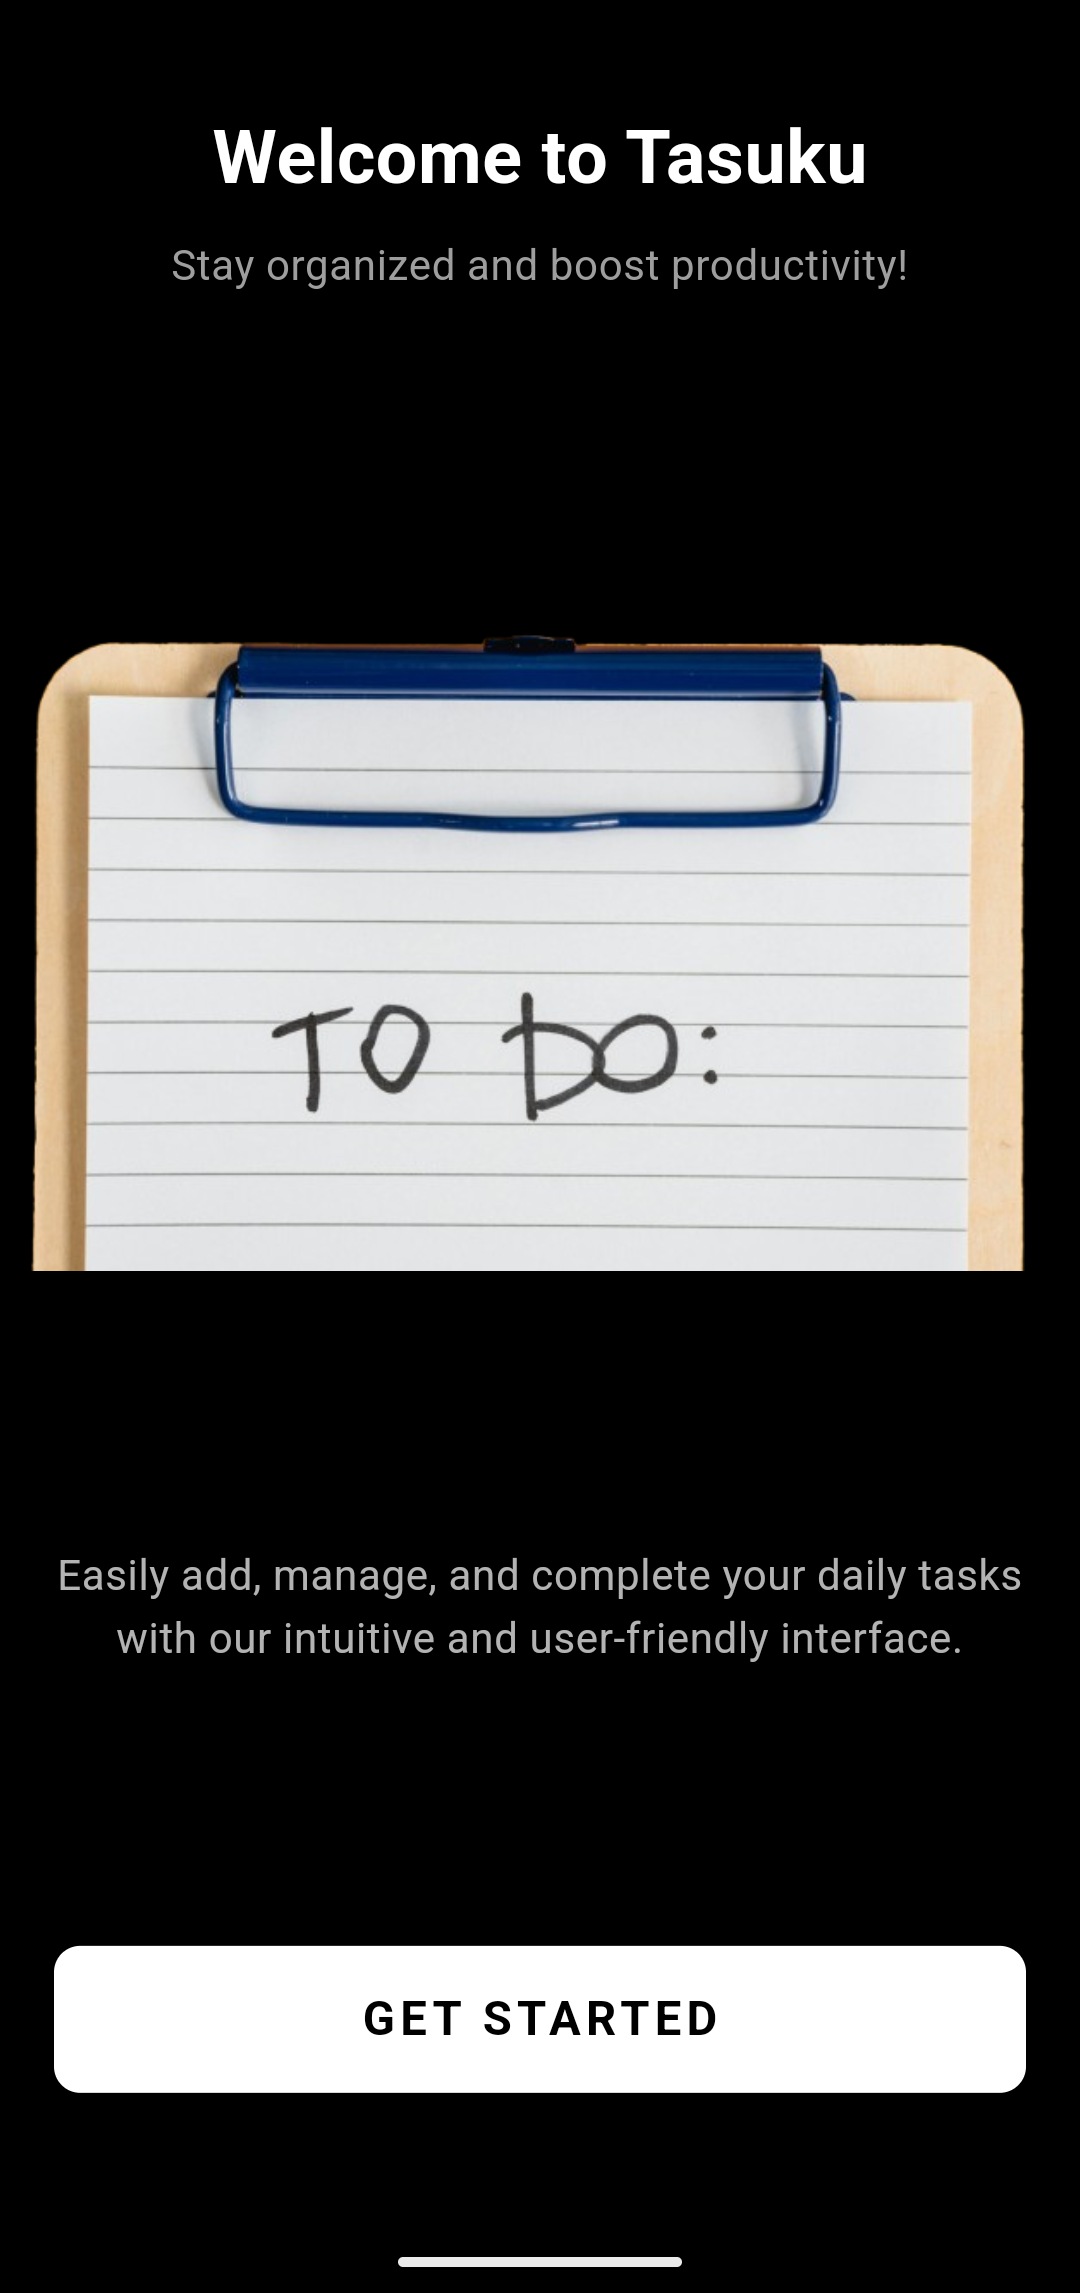 Welcome to Tasuku
Stay organized and boost productivity!
TO DO:
Easily add, manage, and complete your daily tasks
with our intuitive and user-friendly interface.
GET STARTED